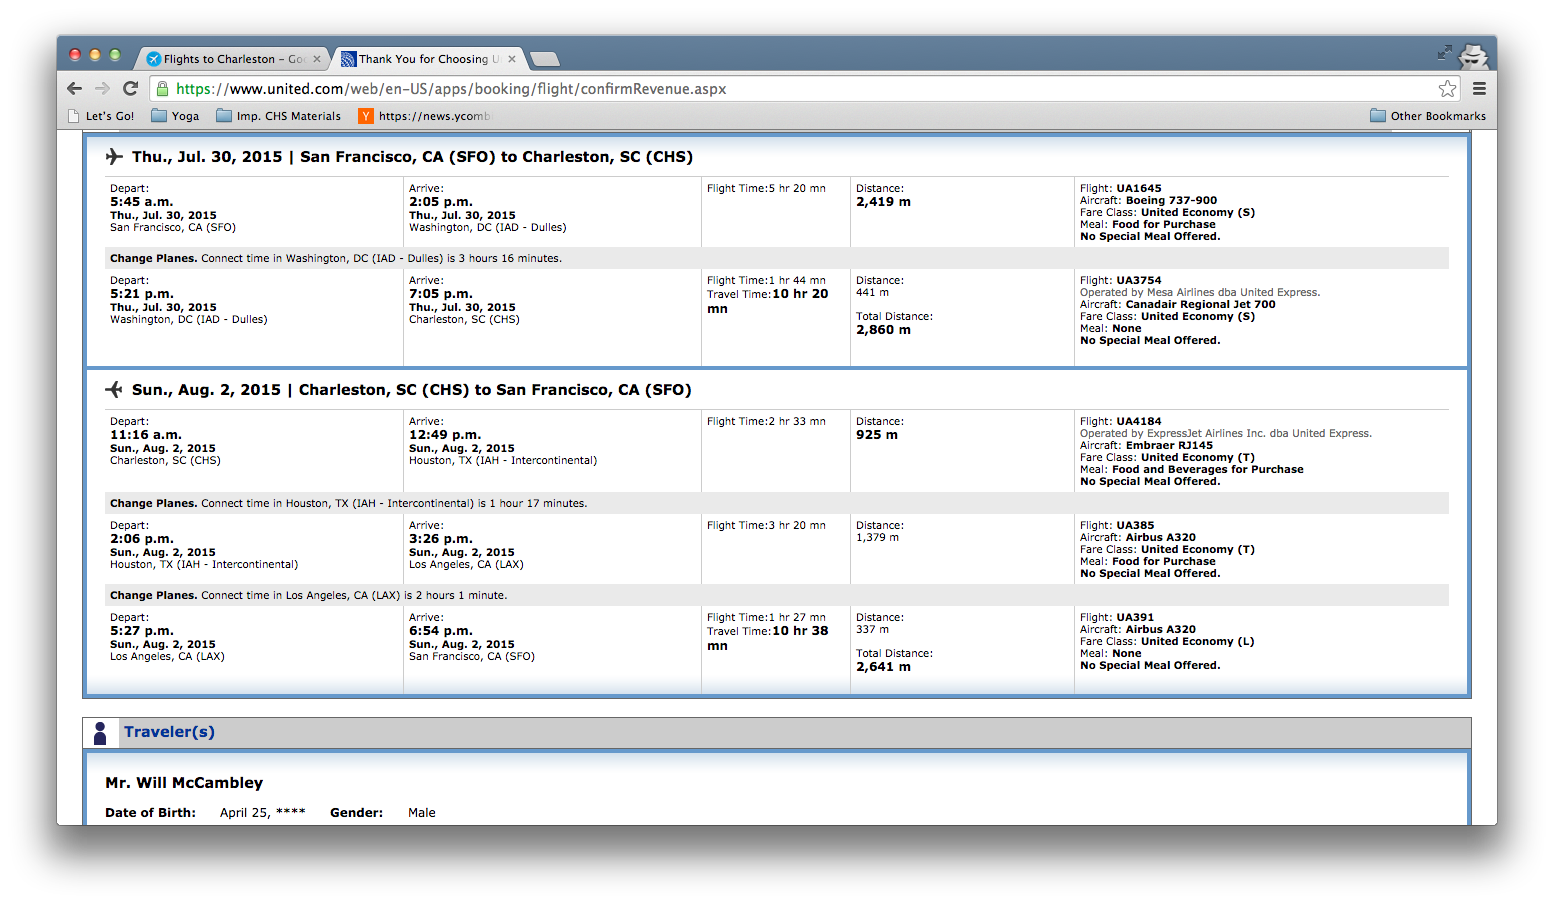 Flights to Charleston – Go
Thank You for Choosing U
https://www.united.com/web/en-US/apps/booking/flight/confirmRevenue.aspx
Let's Go!
Yoga
Imp. CHS Materials
Y
https://news.ycomb
Other Bookmarks
Thu., Jul. 30, 2015 | San Francisco, CA (SFO) to Charleston, SC (CHS)
Depart:
5:45 a.m.
Thu., Jul. 30, 2015
San Francisco, CA (SFO)
Arrive:
2:05 p.m.
Thu., Jul. 30, 2015
Washington, DC (IAD - Dulles)
Flight Time:5 hr 20 mn
Distance:
2,419 m
Flight: UA1645
Aircraft: Boeing 737-900
Fare Class: United Economy (S)
Meal: Food for Purchase
No Special Meal Offered.
Change Planes. Connect time in Washington, DC (IAD - Dulles) is 3 hours 16 minutes.
Depart:
5:21 p.m.
Thu., Jul. 30, 2015
Washington, DC (IAD - Dulles)
Arrive:
7:05 p.m.
Thu., Jul. 30, 2015
Charleston, SC (CHS)
Flight Time:1 hr 44 mn
Travel Time:10 hr 20
mn
Distance:
441 m
Total Distance:
2,860 m
Flight: UA3754
Operated by Mesa Airlines dba United Express.
Aircraft: Canadair Regional Jet 700
Fare Class: United Economy (S)
Meal: None
No Special Meal Offered.
Sun., Aug. 2, 2015 | Charleston, SC (CHS) to San Francisco, CA (SFO)
Depart:
11:16 a.m.
Sun., Aug. 2, 2015
Charleston, SC (CHS)
Arrive:
12:49 p.m.
Sun., Aug. 2, 2015
Houston, TX (IAH - Intercontinental)
Flight Time:2 hr 33 mn
Distance:
925 m
Flight: UA4184
Operated by ExpressJet Airlines Inc. dba United Express.
Aircraft: Embraer RJ145
Fare Class: United Economy (T)
Meal: Food and Beverages for Purchase
No Special Meal Offered.
Change Planes. Connect time in Houston, TX (IAH - Intercontinental) is 1 hour 17 minutes.
Depart:
2:06 p.m.
Sun., Aug. 2, 2015
Houston, TX (IAH - Intercontinental)
Arrive:
3:26 p.m.
Sun., Aug. 2, 2015
Los Angeles, CA (LAX)
Flight Time:3 hr 20 mn
Distance:
1,379 m
Flight: UA385
Aircraft: Airbus A320
Fare Class: United Economy (T)
Meal: Food for Purchase
No Special Meal Offered.
Change Planes. Connect time in Los Angeles, CA (LAX) is 2 hours 1 minute.
Depart:
5:27 p.m.
Sun., Aug. 2, 2015
Los Angeles, CA (LAX)
Arrive:
6:54 p.m.
Sun., Aug. 2, 2015
San Francisco, CA (SFO)
Flight Time:1 hr 27 mn
Travel Time:10 hr 38
mn
Distance:
337 m
Total Distance:
2,641 m
Flight: UA391
Aircraft: Airbus A320
Fare Class: United Economy (L)
Meal: None
No Special Meal Offered.
Traveler(s)
Mr. Will McCambley
Date of Birth: April 25, **** Gender: Male